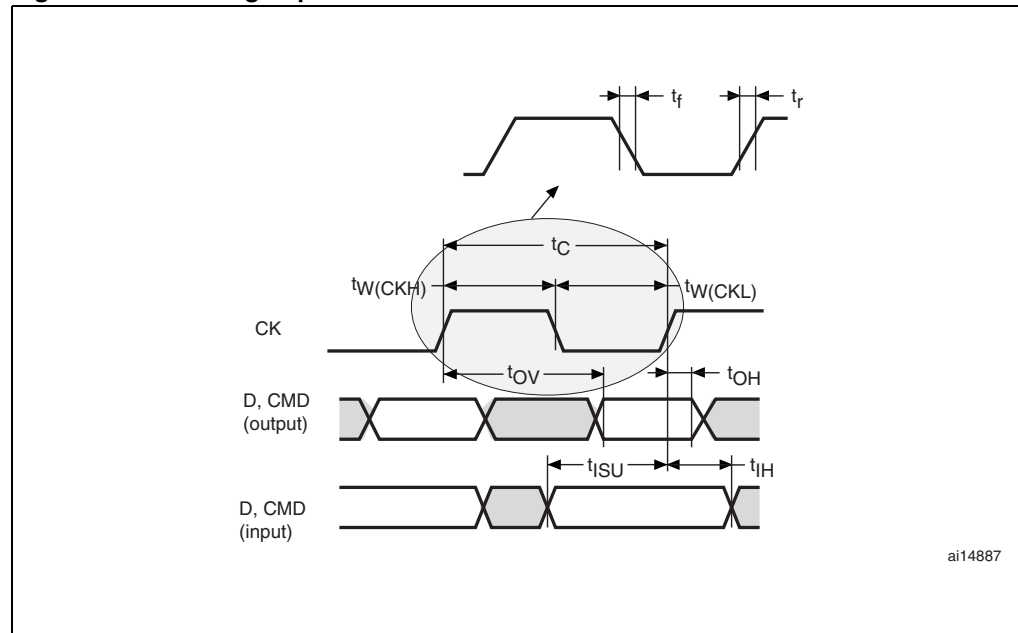 tf
tr
tC
tW(CKH)
tW(CKL)
CK
tOV
tOH
D, CMD
(output)
tISU
tIH
D, CMD
(input)
ai14887